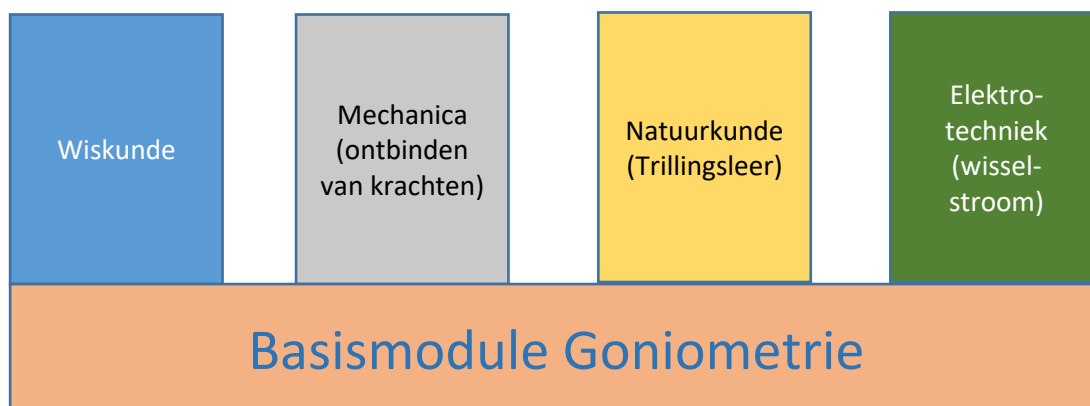 Wiskunde
Mechanica
(ontbinden
van krachten)
Natuurkunde
(Trillingsleer)
Elektro-
techniek
(wissel-
stroom)
Basismodule Goniometrie